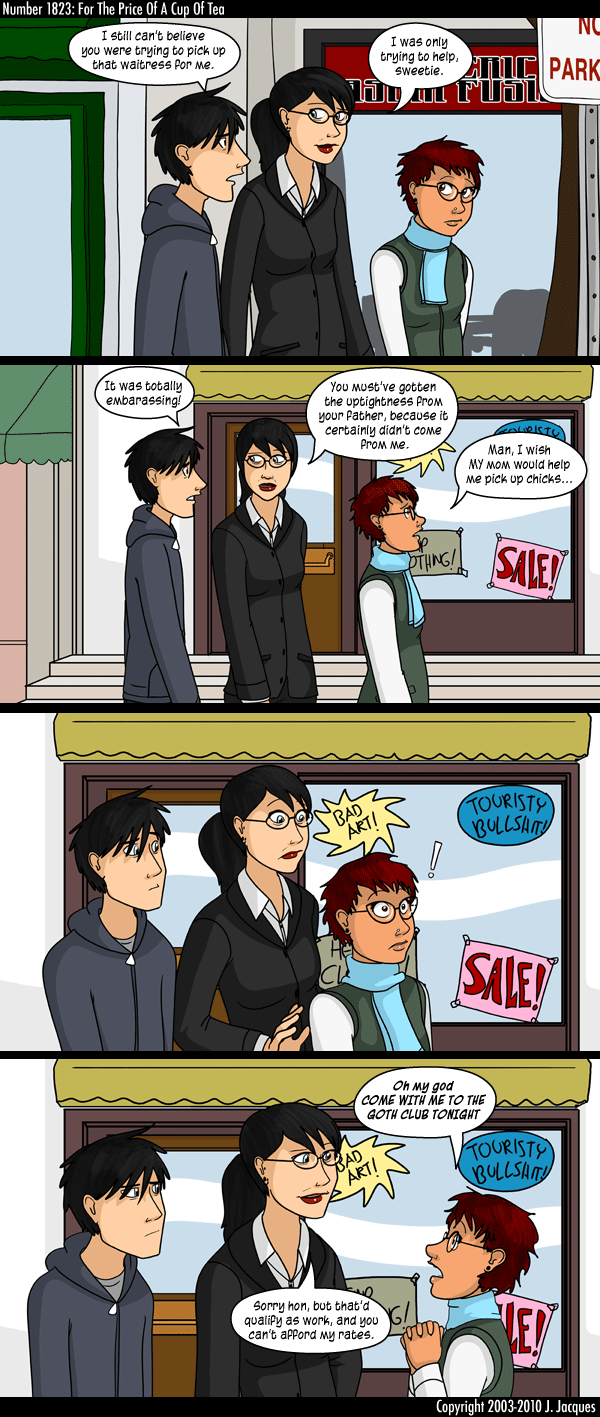 Number 1823: For The Price Of A Cup Of Tea
I still can't believe
you were trying to pick up
that waitress for me.
I was only
trying to help,
sweetie.
PARK
It was totally
embarassing!
You must've gotten
the uptightness from
your father, because it
certainly didn't come
from me.
Man, I wish
MY mom would help
me pick up chicks...
TOURISTY
OTHING!
SALE!
BAD
ART!
TOURISTY
BULLSHIT!
!
SALE!
Oh my god
COME WITH ME TO THE
GOTH CLUB TONIGHT
BAD
ART!
TOURISTY
BULLSHIT!
Sorry hon, but that'd
qualify as work, and you
can't afford my rates.
G!
LE!
Copyright 2003-2010 J. Jacques